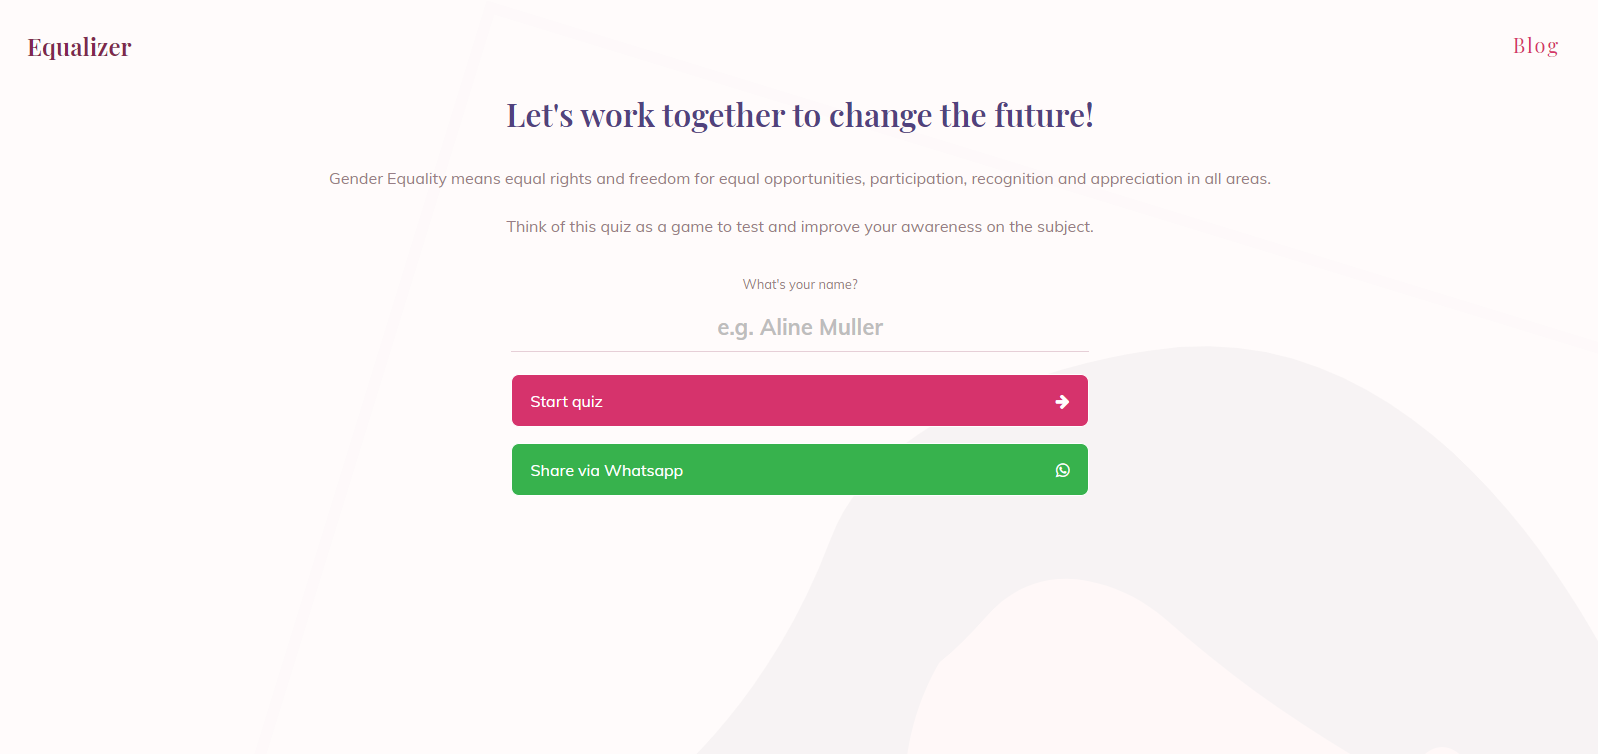 Equalizer
Blog
Let's work together to change the future!
Gender Equality means equal rights and freedom for equal opportunities, participation, recognition and appreciation in all areas.
Think of this quiz as a game to test and improve your awareness on the subject.
What's your name?
e.g. Aline Muller
Start quiz
Share via Whatsapp